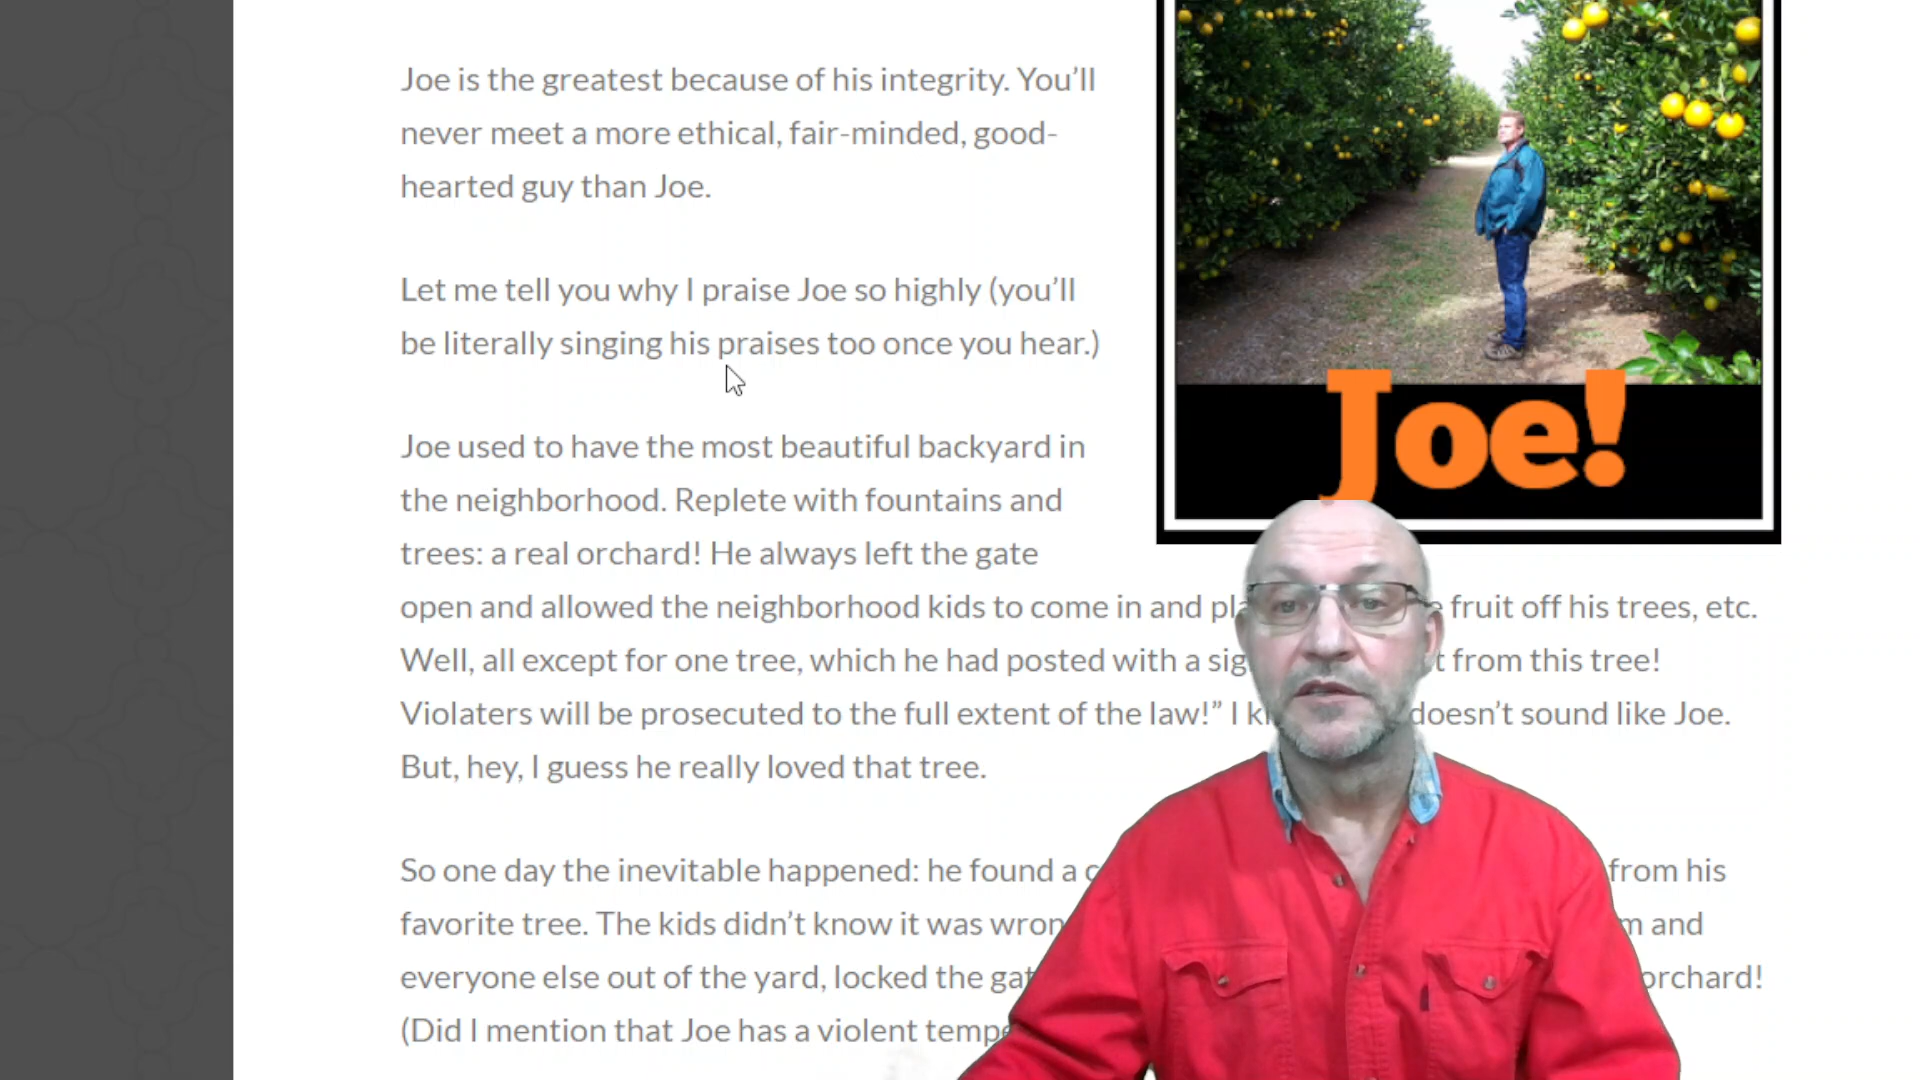 Joe is the greatest because of his integrity. You’ll
never meet a more ethical, fair-minded, good-
hearted guy than Joe.
Let me tell you why I praise Joe so highly (you’ll
be literally singing his praises too once you hear.)
Joe used to have the most beautiful backyard in
the neighborhood. Replete with fountains and
trees: a real orchard! He always left the gate
open and allowed the neighborhood kids to come in and fruit off his trees, etc.
Well, all except for one tree, which he had posted with a from this tree!
Violaters will be prosecuted to the full extent of the law!” I doesn’t sound like Joe.
But, hey, I guess he really loved that tree.
So one day the inevitable happened: he found a from his
favorite tree. The kids didn’t know it was and
everyone else out of the yard, locked the orchard!
(Did I mention that Joe has a violent
Joe!